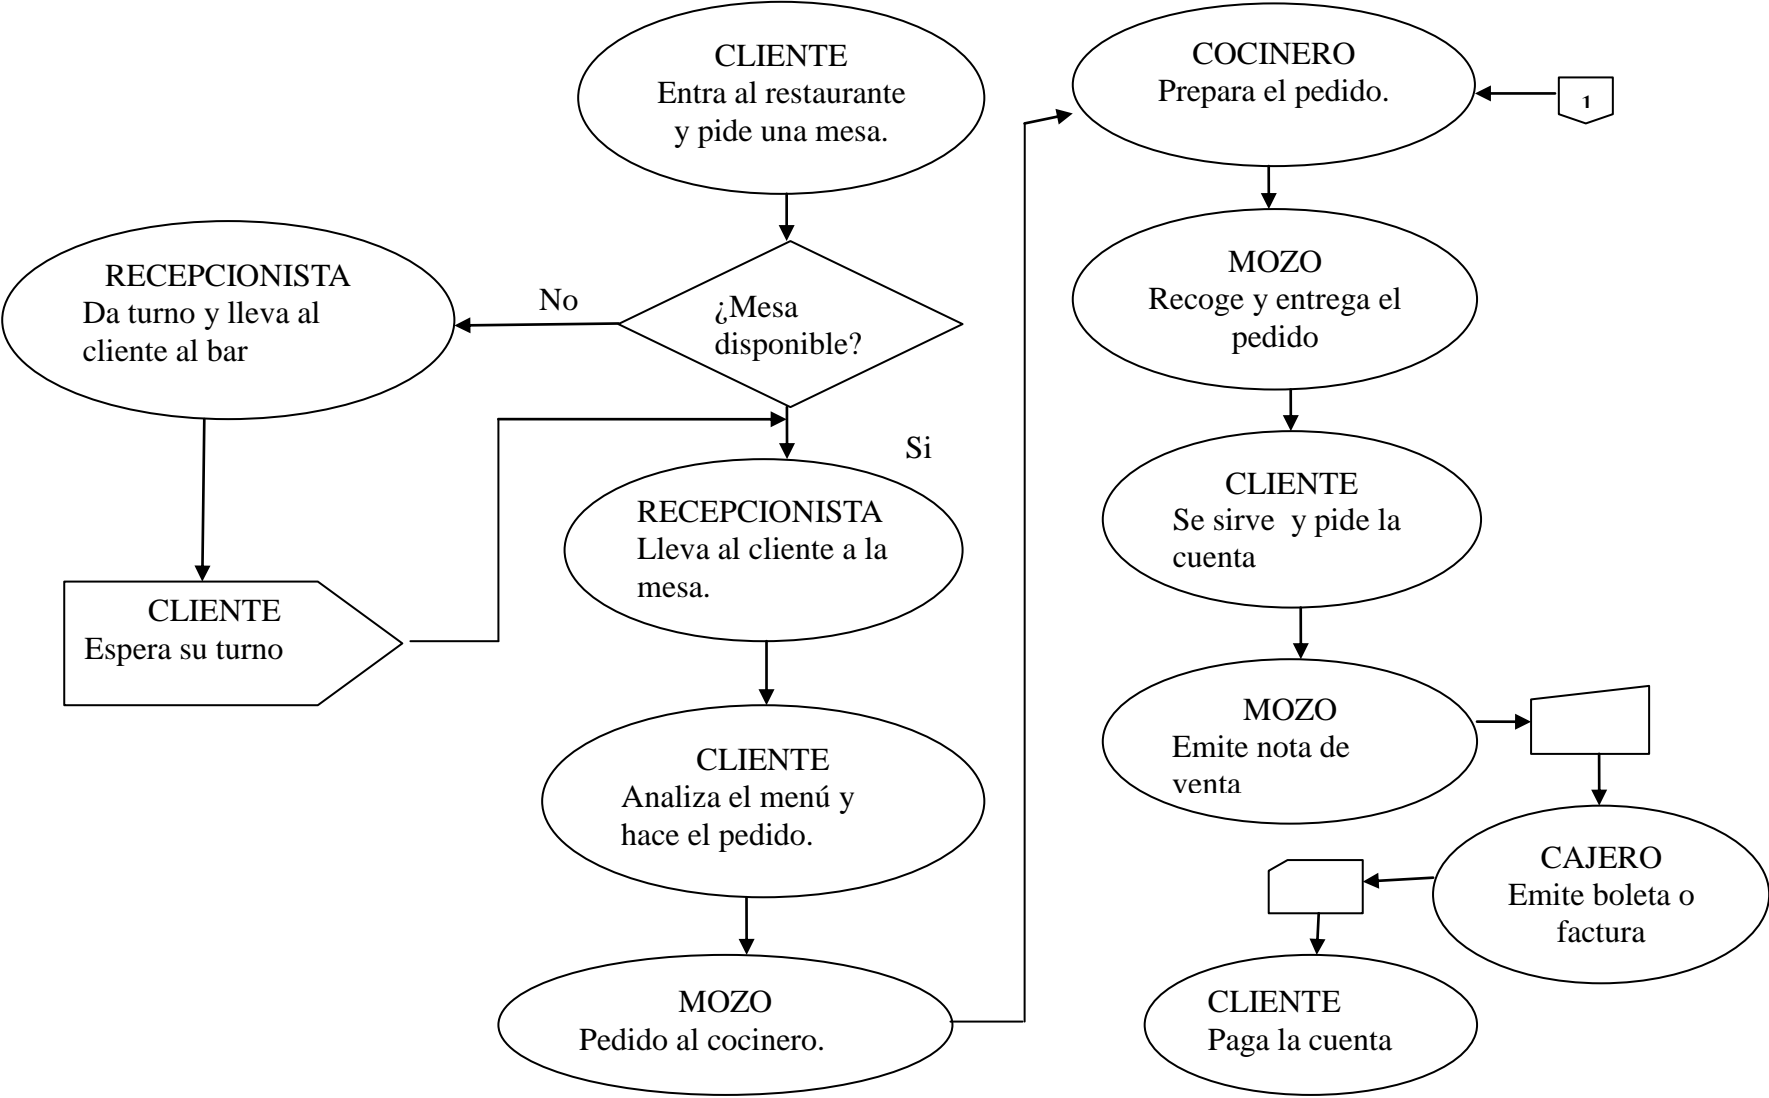 CLIENTE
Entra al restaurante
y pide una mesa.
¿Mesa
disponible?
No
RECEPCIONISTA
Da turno y lleva al
cliente al bar
CLIENTE
Espera su turno
Si
RECEPCIONISTA
Lleva al cliente a la
mesa.
CLIENTE
Analiza el menú y
hace el pedido.
MOZO
Pedido al cocinero.
COCINERO
Prepara el pedido.
1
MOZO
Recoge y entrega el
pedido
CLIENTE
Se sirve  y pide la
cuenta
MOZO
Emite nota de
venta
CAJERO
Emite boleta o
factura
CLIENTE
Paga la cuenta